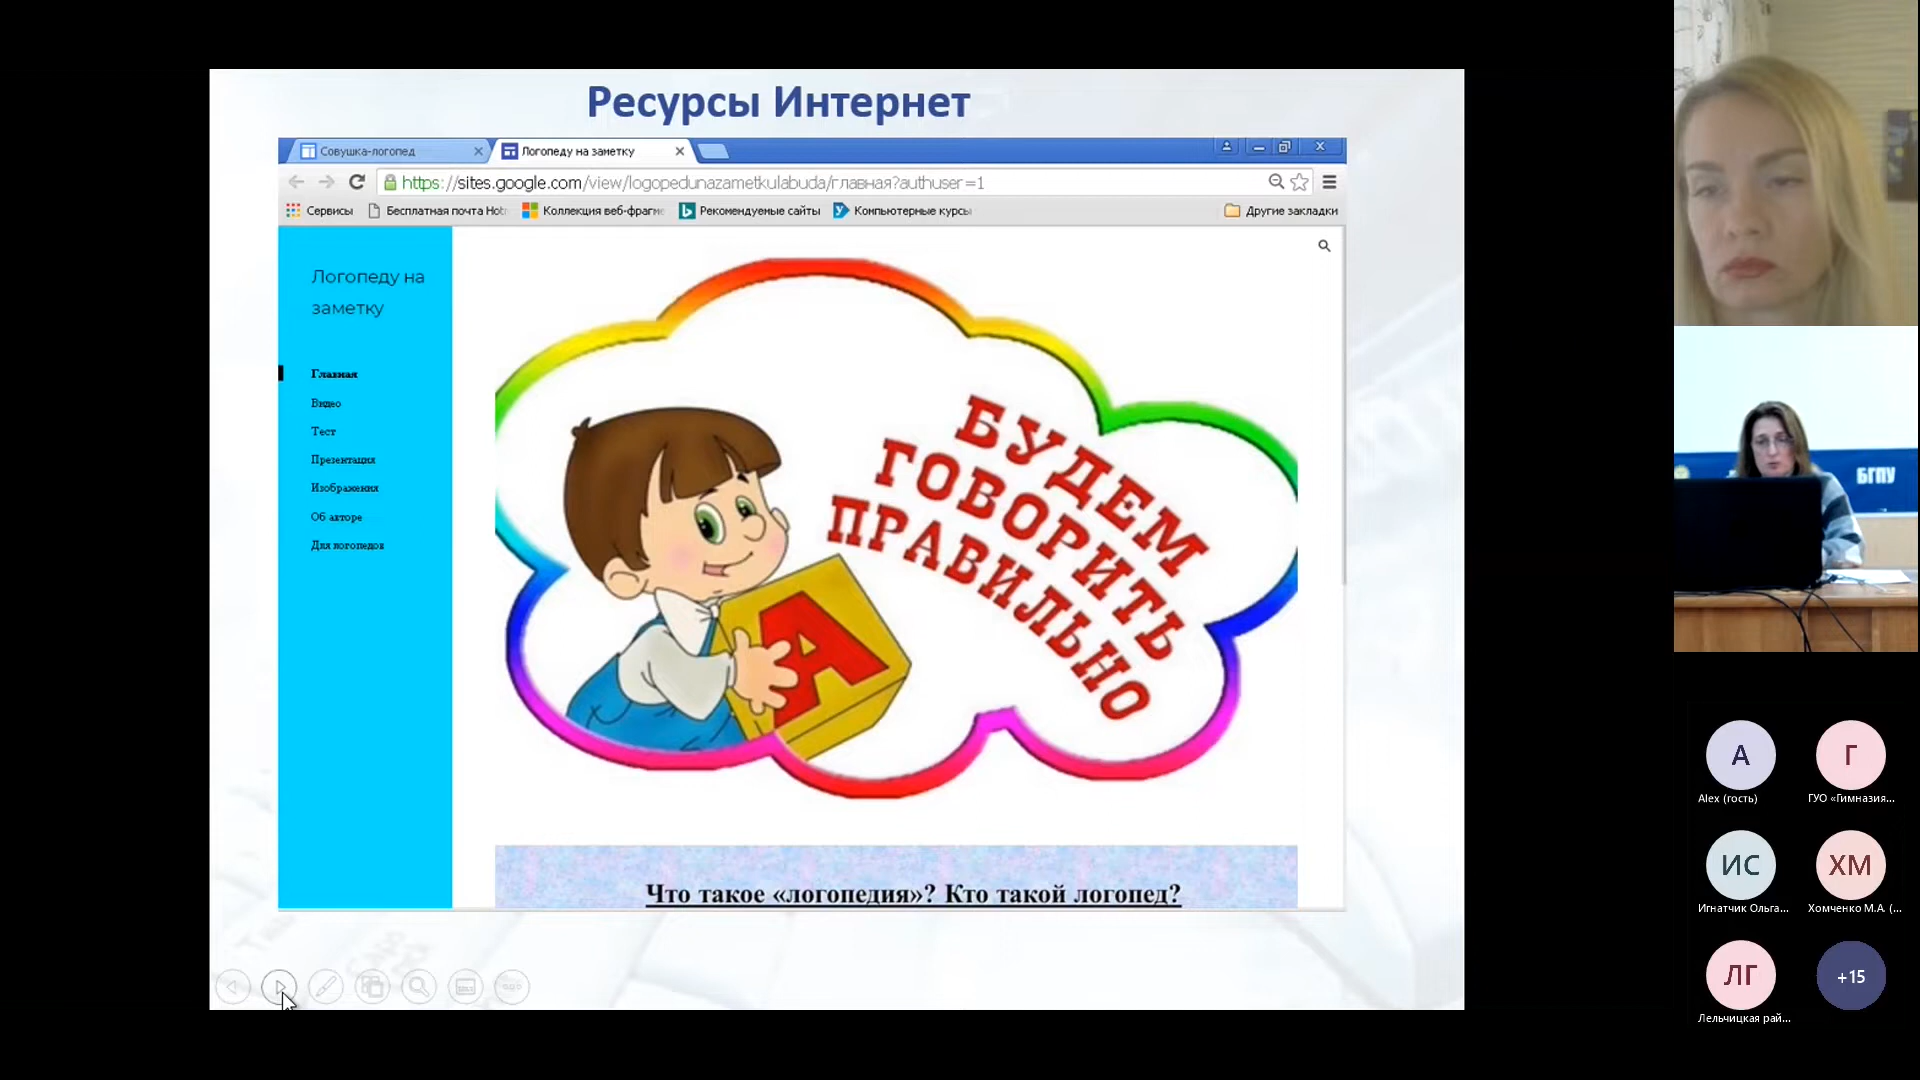 Ресурсы Интернет
Совушка-логопед
Логопеду на заметку
https://sites.google.com/view/logopedunazametkulabuda/главная?authuser=1
Сервисы
Бесплатная почта Hot
Коллекция веб-фрагме
Рекомендуемые сайты
Компьютерные курсы
Другие закладки
Логопеду на
заметку
Главная
Видео
Тест
Презентация
Изображения
Об авторе
Для логопедов
БУДЕМ
ГОВОРИТЬ
ПРАВИЛЬНО
А
Что такое «логопедия»? Кто такой логопед?
БГПУ
А
Alex (гость)
Г
ГУО «Гимназия...
ИС
Игнатчик Ольга...
ХМ
Хомченко М.А. (...
ЛГ
Лельчицкая рай...
+15